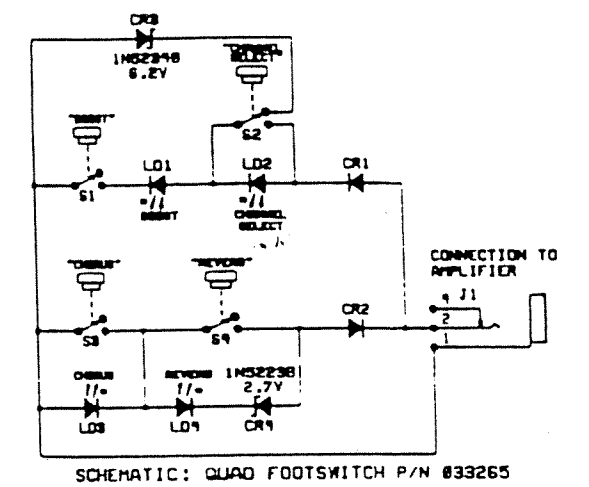 CR3
1N5234B
6.2V
"CHANNEL
SELECT"
S2
"BOOST"
LD1
LD2
CR1
S1
BOOST
CHANNEL
SELECT
CONNECTION TO
AMPLIFIER
"CHORUS"
"REVERB"
J1
CR2
2
S3
S4
1
CHORUS
REVERB
1N5223B
2.7V
LD3
LD4
CR4
SCHEMATIC: QUAD FOOTSWITCH P/N 033265